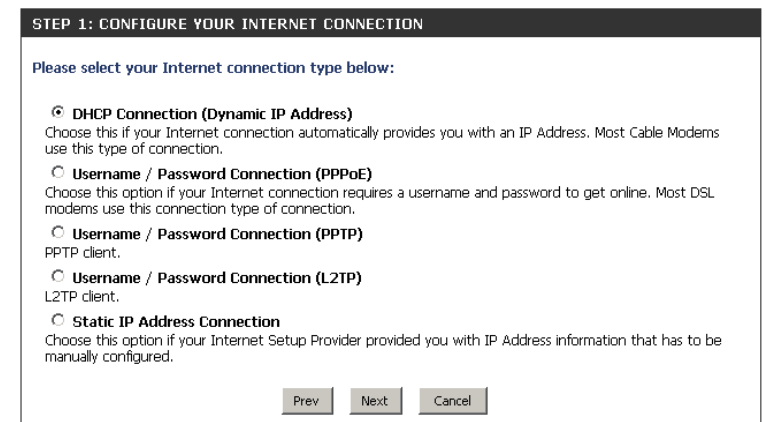 STEP 1: CONFIGURE YOUR INTERNET CONNECTION
Please select your Internet connection type below:
DHCP Connection (Dynamic IP Address)
Choose this if your Internet connection automatically provides you with an IP Address. Most Cable Modems
use this type of connection.
Username / Password Connection (PPPoE)
Choose this option if your Internet connection requires a username and password to get online. Most DSL
modems use this connection type of connection.
Username / Password Connection (PPTP)
PPTP client.
Username / Password Connection (L2TP)
L2TP client.
Static IP Address Connection
Choose this option if your Internet Setup Provider provided you with IP Address information that has to be
manually configured.
Prev Next Cancel